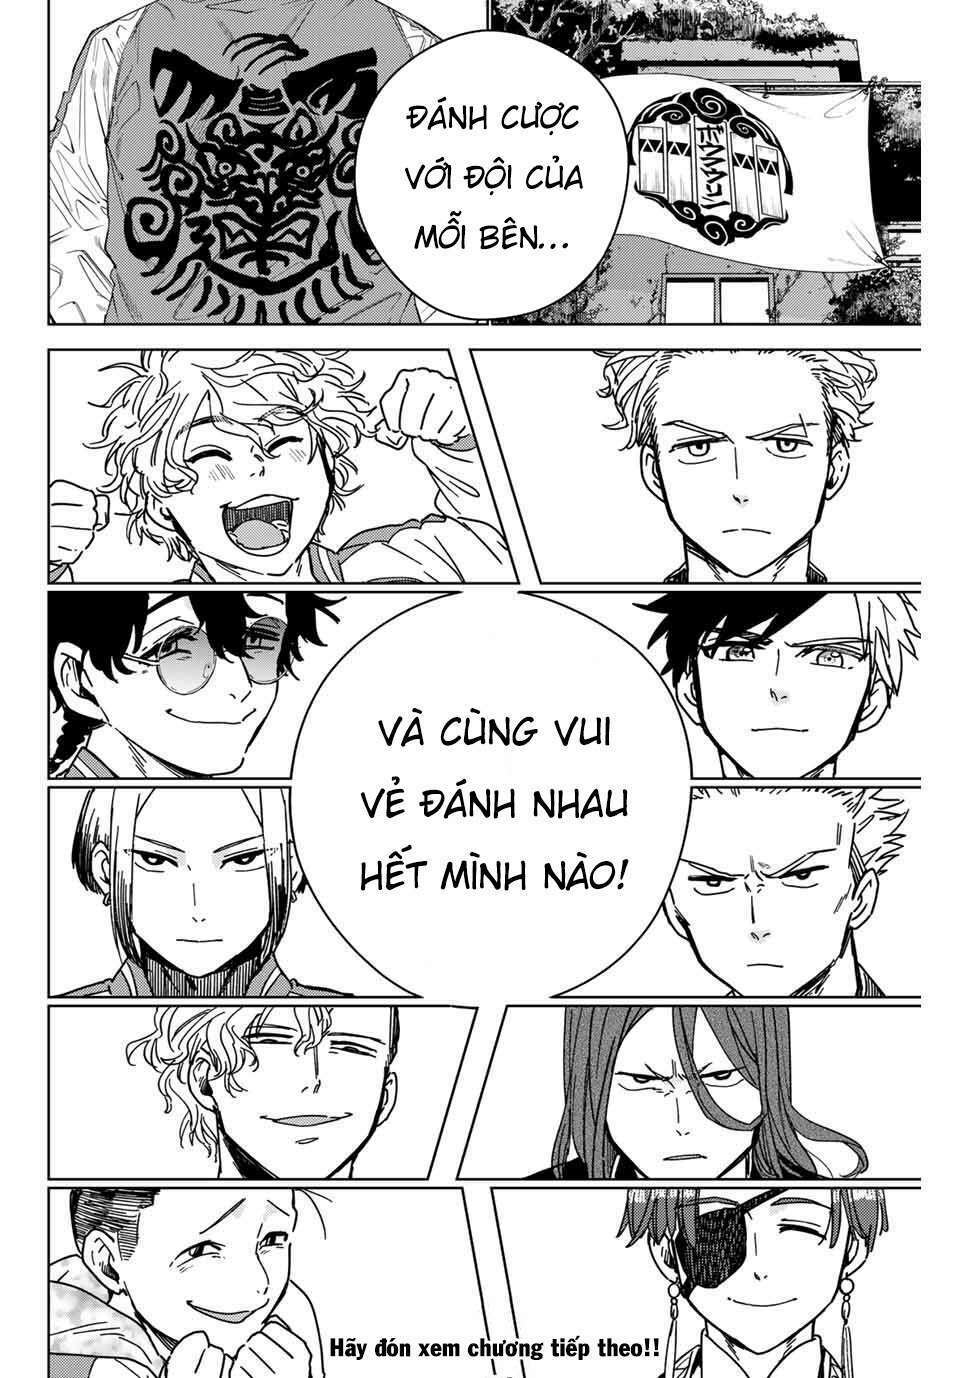 ĐÁNH CƯỢC
VỚI ĐỘI CỦA
MỖI BÊN...
VÀ CÙNG VUI
VẺ ĐÁNH NHAU
HẾT MÌNH NÀO!
Hãy đón xem chương tiếp theo!!